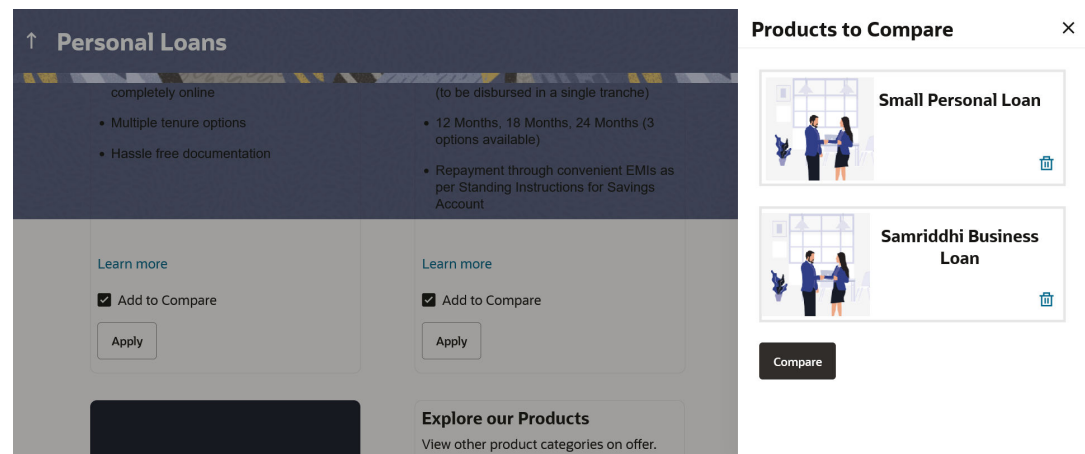 ↑ Personal Loans
completely online
• Multiple tenure options
• Hassle free documentation
Learn more
Add to Compare
Apply
(to be disbursed in a single tranche)
• 12 Months, 18 Months, 24 Months (3
options available)
• Repayment through convenient EMIs as
per Standing Instructions for Savings
Account
Learn more
Add to Compare
Apply
Explore our Products
View other product categories on offer.
Products to Compare
Small Personal Loan
Samriddhi Business
Loan
Compare